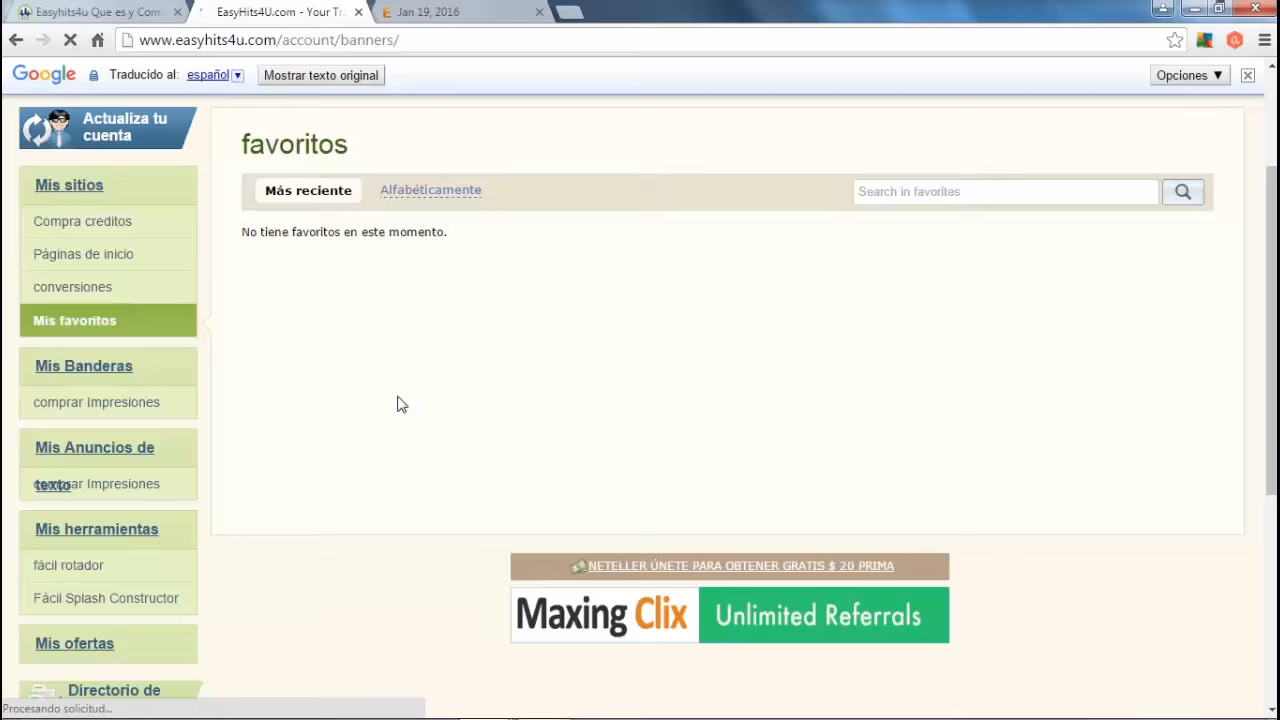 Easyhits4u Que es y Com
EasyHits4U.com - Your Tr
Jan 19, 2016
www.easyhits4u.com/account/banners/
Google Traducido al: español Mostrar texto original Opciones ▼
Actualiza tu
cuenta
Mis sitios
Compra creditos
Páginas de inicio
conversiones
Mis favoritos
Mis Banderas
comprar Impresiones
Mis Anuncios de
texto
comprar Impresiones
Mis herramientas
fácil rotador
Fácil Splash Constructor
Mis ofertas
Directorio de
favoritos
Más reciente Alfabéticamente Search in favorites
No tiene favoritos en este momento.
NETELLER ÚNETE PARA OBTENER GRATIS $ 20 PRIMA
Maxing Clix Unlimited Referrals
Procesando solicitud...